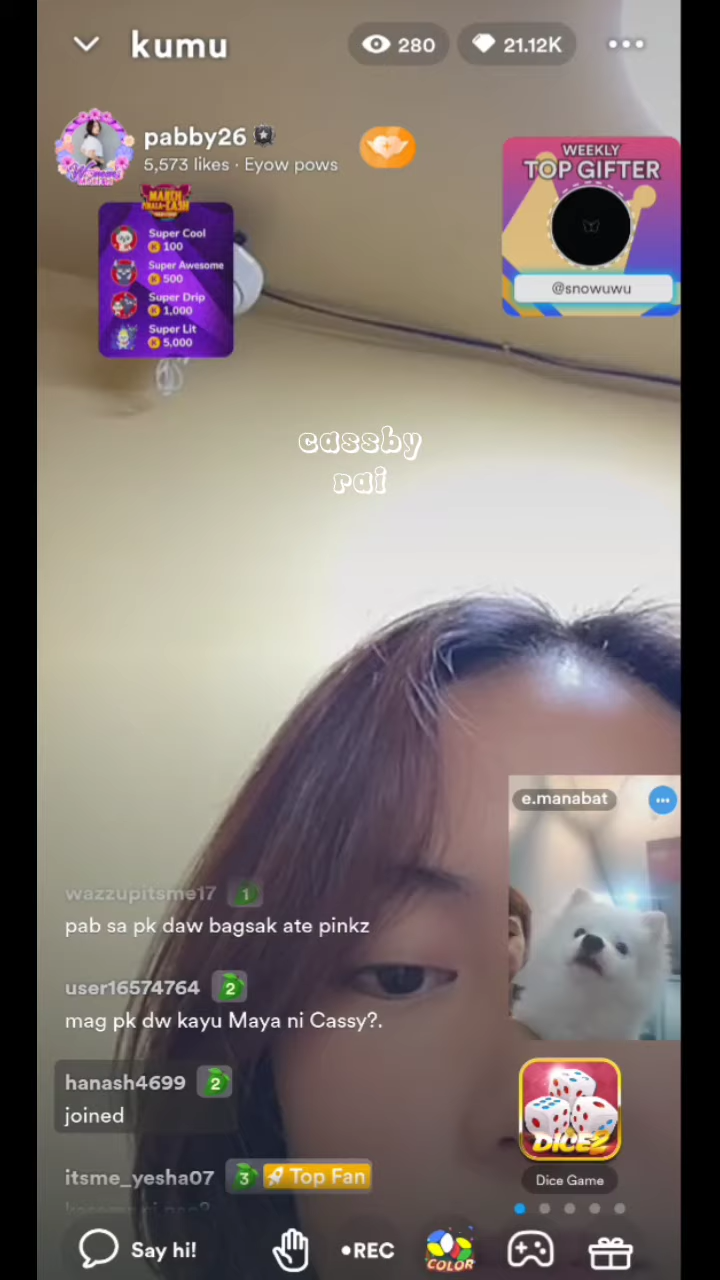 kumu
280
21.12K
pabby26
5,573 likes · Eyow pows
WEEKLY
TOP GIFTER
@snowuwu
Super Cool
100
Super Awesome
500
Super Drip
1,000
Super Lit
5,000
cassby
rai
e.manabat
wazzupitsme17 1
pab sa pk daw bagsak ate pinkz
user16574764 2
mag pk dw kayu Maya ni Cassy?.
hanash4699 2
joined
itsme_yesha07 3 Top Fan
DICE2
Dice Game
Say hi!
•REC
COLOR